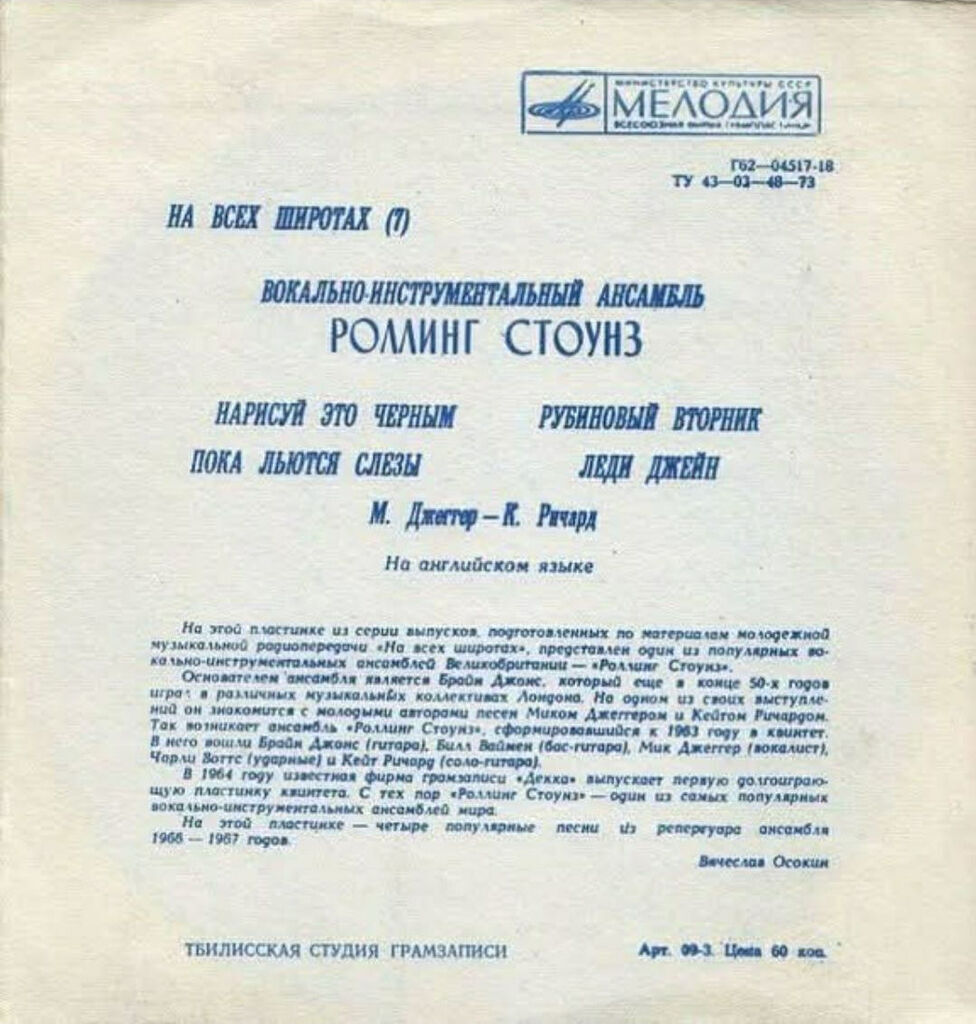 МИНИСТЕРСТВО КУЛЬТУРЫ СССР
МЕЛОДИЯ
ВСЕСОЮЗНАЯ ФИРМА ГРАМПЛАСТИНОК
Г62—04517-18
ТУ 43—03—48—73
НА ВСЕХ ШИРОТАХ (7)
ВОКАЛЬНО-ИНСТРУМЕНТАЛЬНЫЙ АНСАМБЛЬ
РОЛЛИНГ СТОУНЗ
НАРИСУЙ ЭТО ЧЕРНЫМ РУБИНОВЫЙ ВТОРНИК
ПОКА ЛЬЮТСЯ СЛЕЗЫ ЛЕДИ ДЖЕЙН
М. Джеггер — К. Ричард
На английском языке
На этой пластинке из серии выпусков, подготовленных по материалам молодежной
музыкальной радиопередачи «На всех широтах», представлен один из популярных во-
кально-инструментальных ансамблей Великобритании — «Роллинг Стоунз».
Основателем ансамбля является Брайн Джонс, который еще в конце 50-х годов
играл в различных музыкальных коллективах Лондона. На одном из своих выступле-
ний он знакомится с молодыми авторами песен Миком Джеггером и Кейтом Ричардом.
Так возникает ансамбль «Роллинг Стоунз», сформировавшийся к 1963 году в квинтет.
В него вошли Брайн Джонс (гитара), Билл Ваймен (бас-гитара), Мик Джеггер (вокалист),
Чарли Воттс (ударные) и Кейт Ричард (соло-гитара).
В 1964 году известная фирма грамзаписи «Декка» выпускает первую долгоиграю-
щую пластинку квинтета. С тех пор «Роллинг Стоунз» — один из самых популярных
вокально-инструментальных ансамблей мира.
На этой пластинке — четыре популярные песни из репертуара ансамбля
1966 — 1967 годов.
Вячеслав Осокин
ТБИЛИССКАЯ СТУДИЯ ГРАМЗАПИСИ Арт. 09-3. Цена 60 коп.